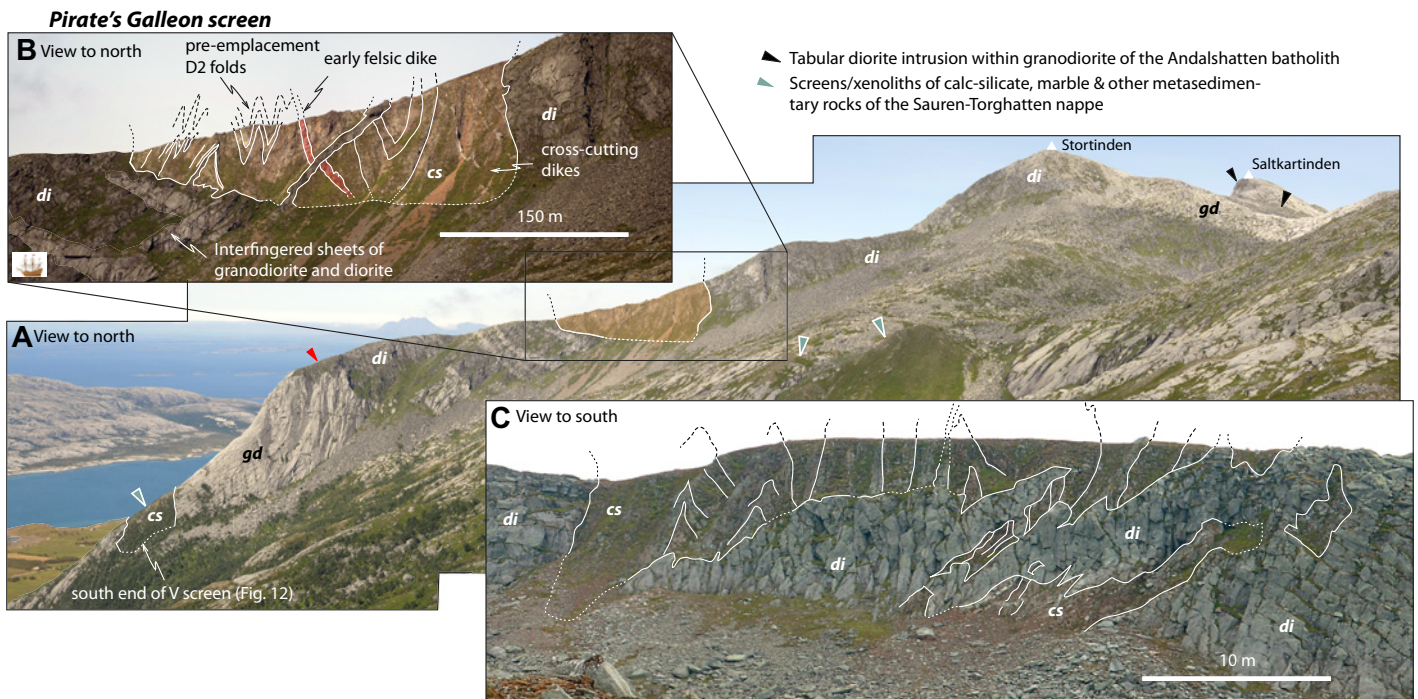 Pirate's Galleon screen
B View to north
pre-emplacement
D2 folds
early felsic dike
di
cross-cutting
dikes
cs
di
150 m
Interfingered sheets of
granodiorite and diorite
Tabular diorite intrusion within granodiorite of the Andalshatten batholith
Screens/xenoliths of calc-silicate, marble & other metasedimen-
tary rocks of the Sauren-Torghatten nappe
Stortinden
Saltkartinden
di
gd
di
A View to north
di
gd
cs
south end of V screen (Fig. 12)
C View to south
di
cs
di
di
cs
di
10 m